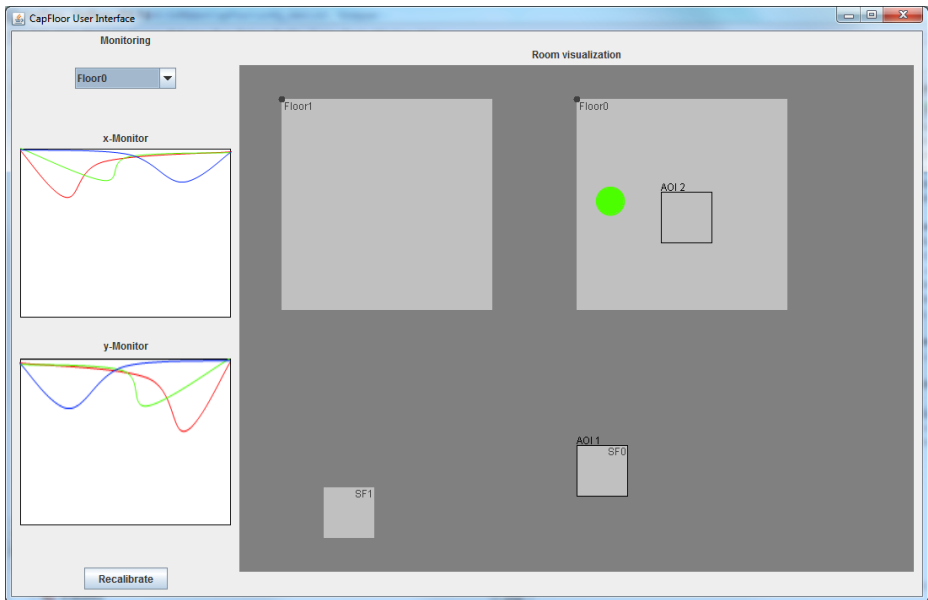 CapFloor User Interface
Monitoring
Floor0
x-Monitor
y-Monitor
Recalibrate
Room visualization
Floor1
Floor0
AOI 2
AOI 1
SF0
SF1